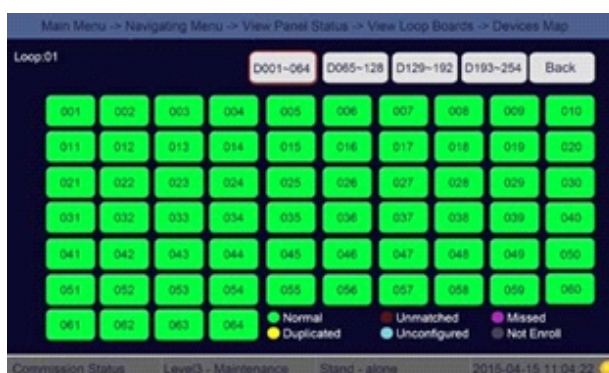 Main Menu -> Navigating Menu -> View Panel Status -> View Loop Boards -> Devices Map
Loop:01
D001~064 D065~128 D129~192 D193~254 Back
001 002 003 004 005 006 007 008 009 010
011 012 013 014 015 016 017 018 019 020
021 022 023 024 025 026 027 028 029 030
031 032 033 034 035 036 037 038 039 040
041 042 043 044 045 046 047 048 049 050
051 052 053 054 055 056 057 058 059 060
061 062 063 064
Normal Unmatched Missed
Duplicated Unconfigured Not Enroll
Commission Status Level3 - Maintenance Stand - alone 2015-04-15 11:04:22